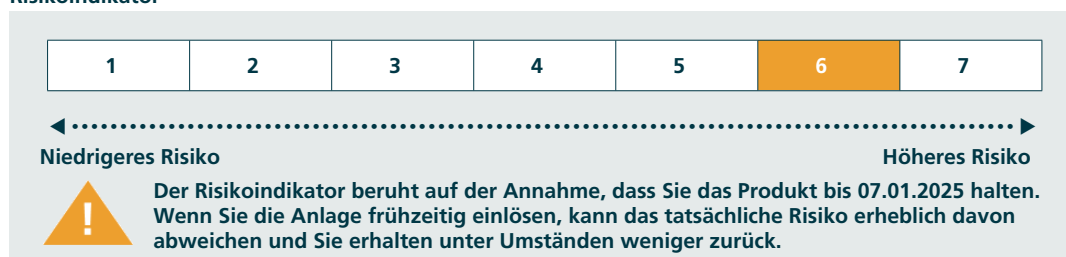 Risikoindikator
1 2 3 4 5 6 7
Niedrigeres Risiko Höheres Risiko
! Der Risikoindikator beruht auf der Annahme, dass Sie das Produkt bis 07.01.2025 halten.
Wenn Sie die Anlage frühzeitig einlösen, kann das tatsächliche Risiko erheblich davon
abweichen und Sie erhalten unter Umständen weniger zurück.